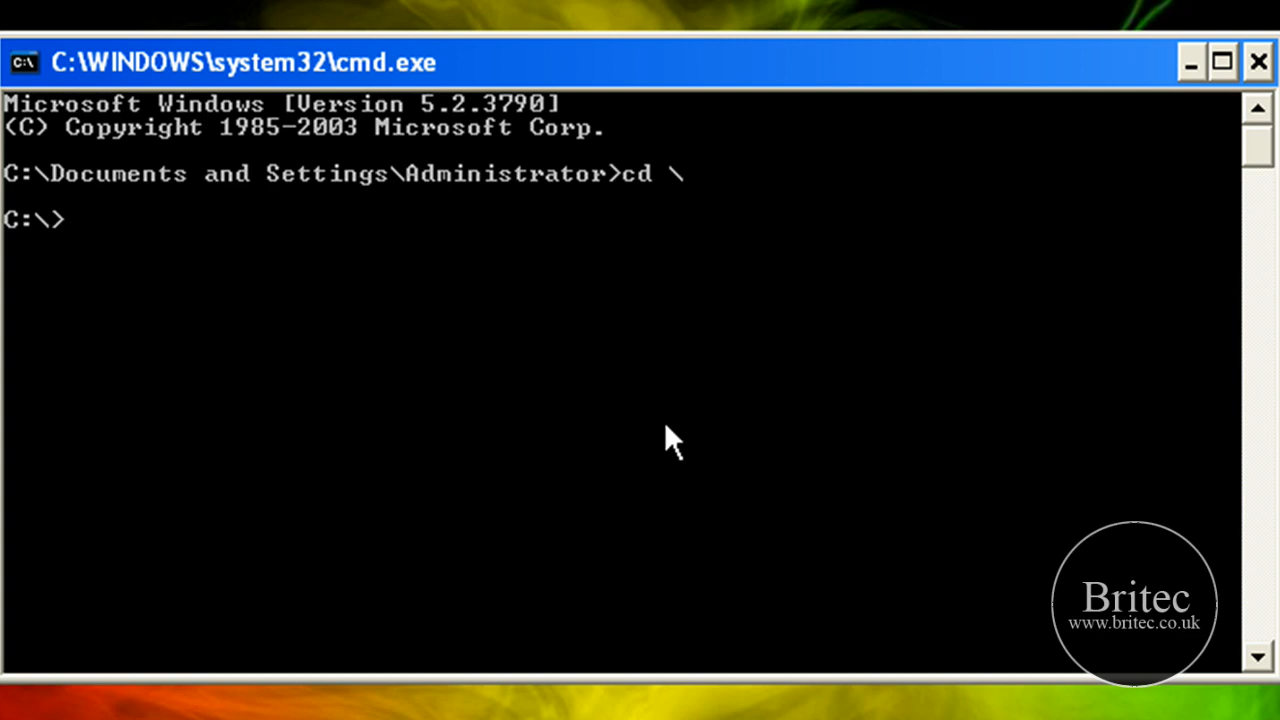 C:\WINDOWS\system32\cmd.exe
Microsoft Windows [Version 5.2.3790]
(C) Copyright 1985-2003 Microsoft Corp.
C:\Documents and Settings\Administrator>cd \
C:\>
Britec
www.britec.co.uk